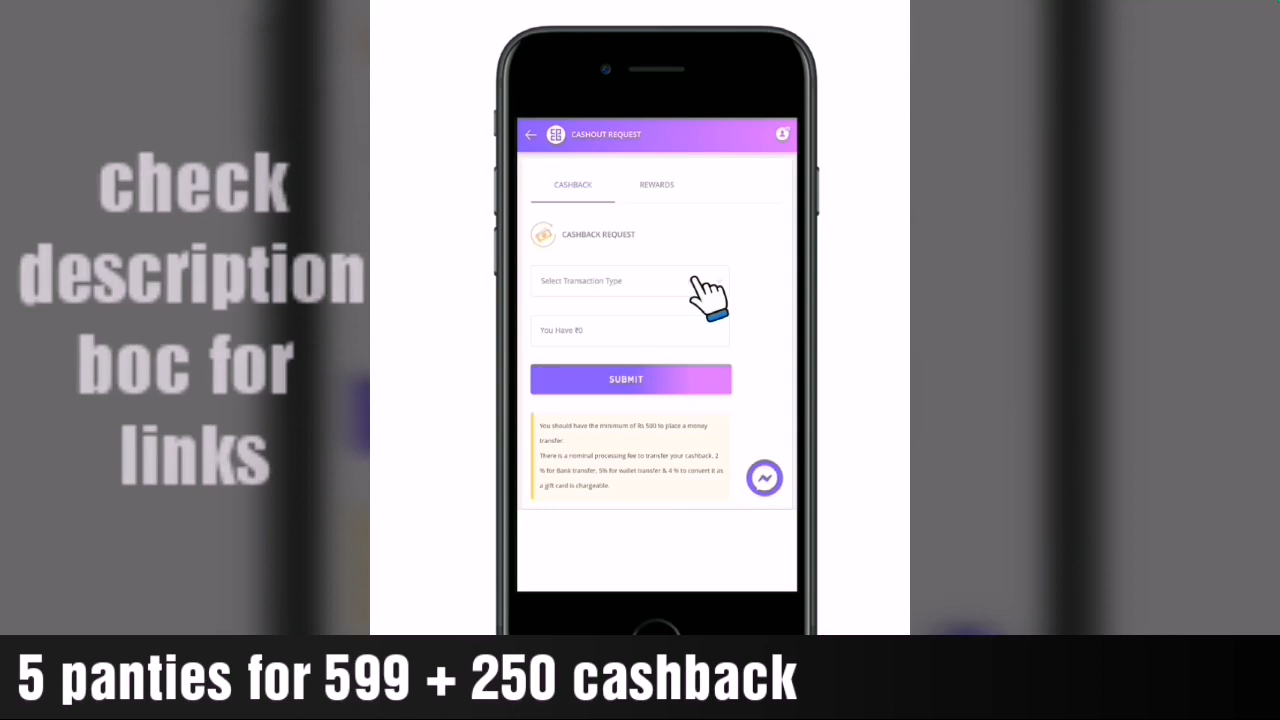 check
description
boc for
links
CASHOUT REQUEST
CASHBACK
REWARDS
CASHBACK REQUEST
Select Transaction Type
You Have ₹0
SUBMIT
You should have the minimum of Rs 500 to place a money
transfer.
There is a nominal processing fee to transfer your cashback. 2
% for Bank transfer, 5% for wallet transfer & 4 % to convert it as
a gift card is chargeable.
5 panties for 599 + 250 cashback